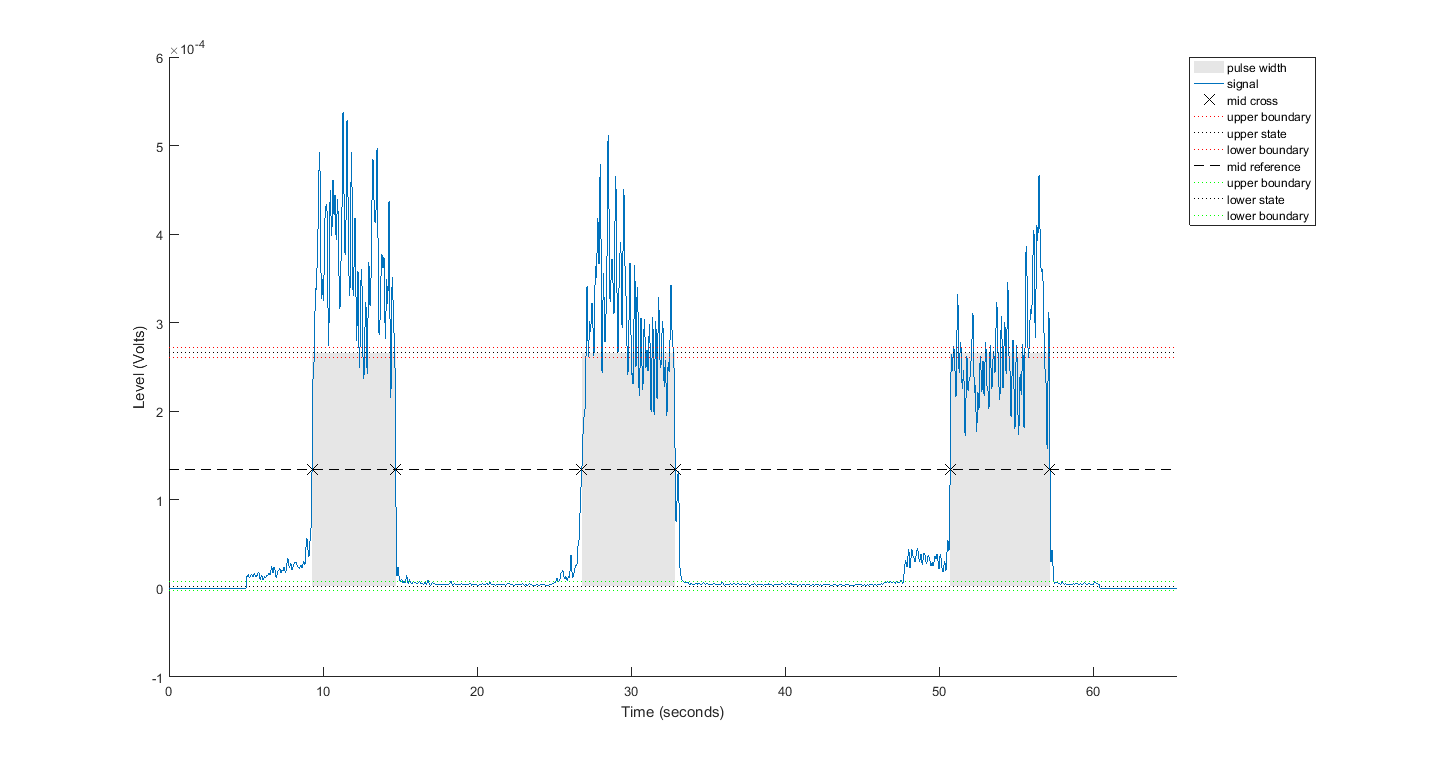 ×10-4
6
5
4
3
2
1
0
-1
Level (Volts)
0 10 20 30 40 50 60
Time (seconds)
pulse width
signal
mid cross
upper boundary
upper state
lower boundary
mid reference
upper boundary
lower state
lower boundary